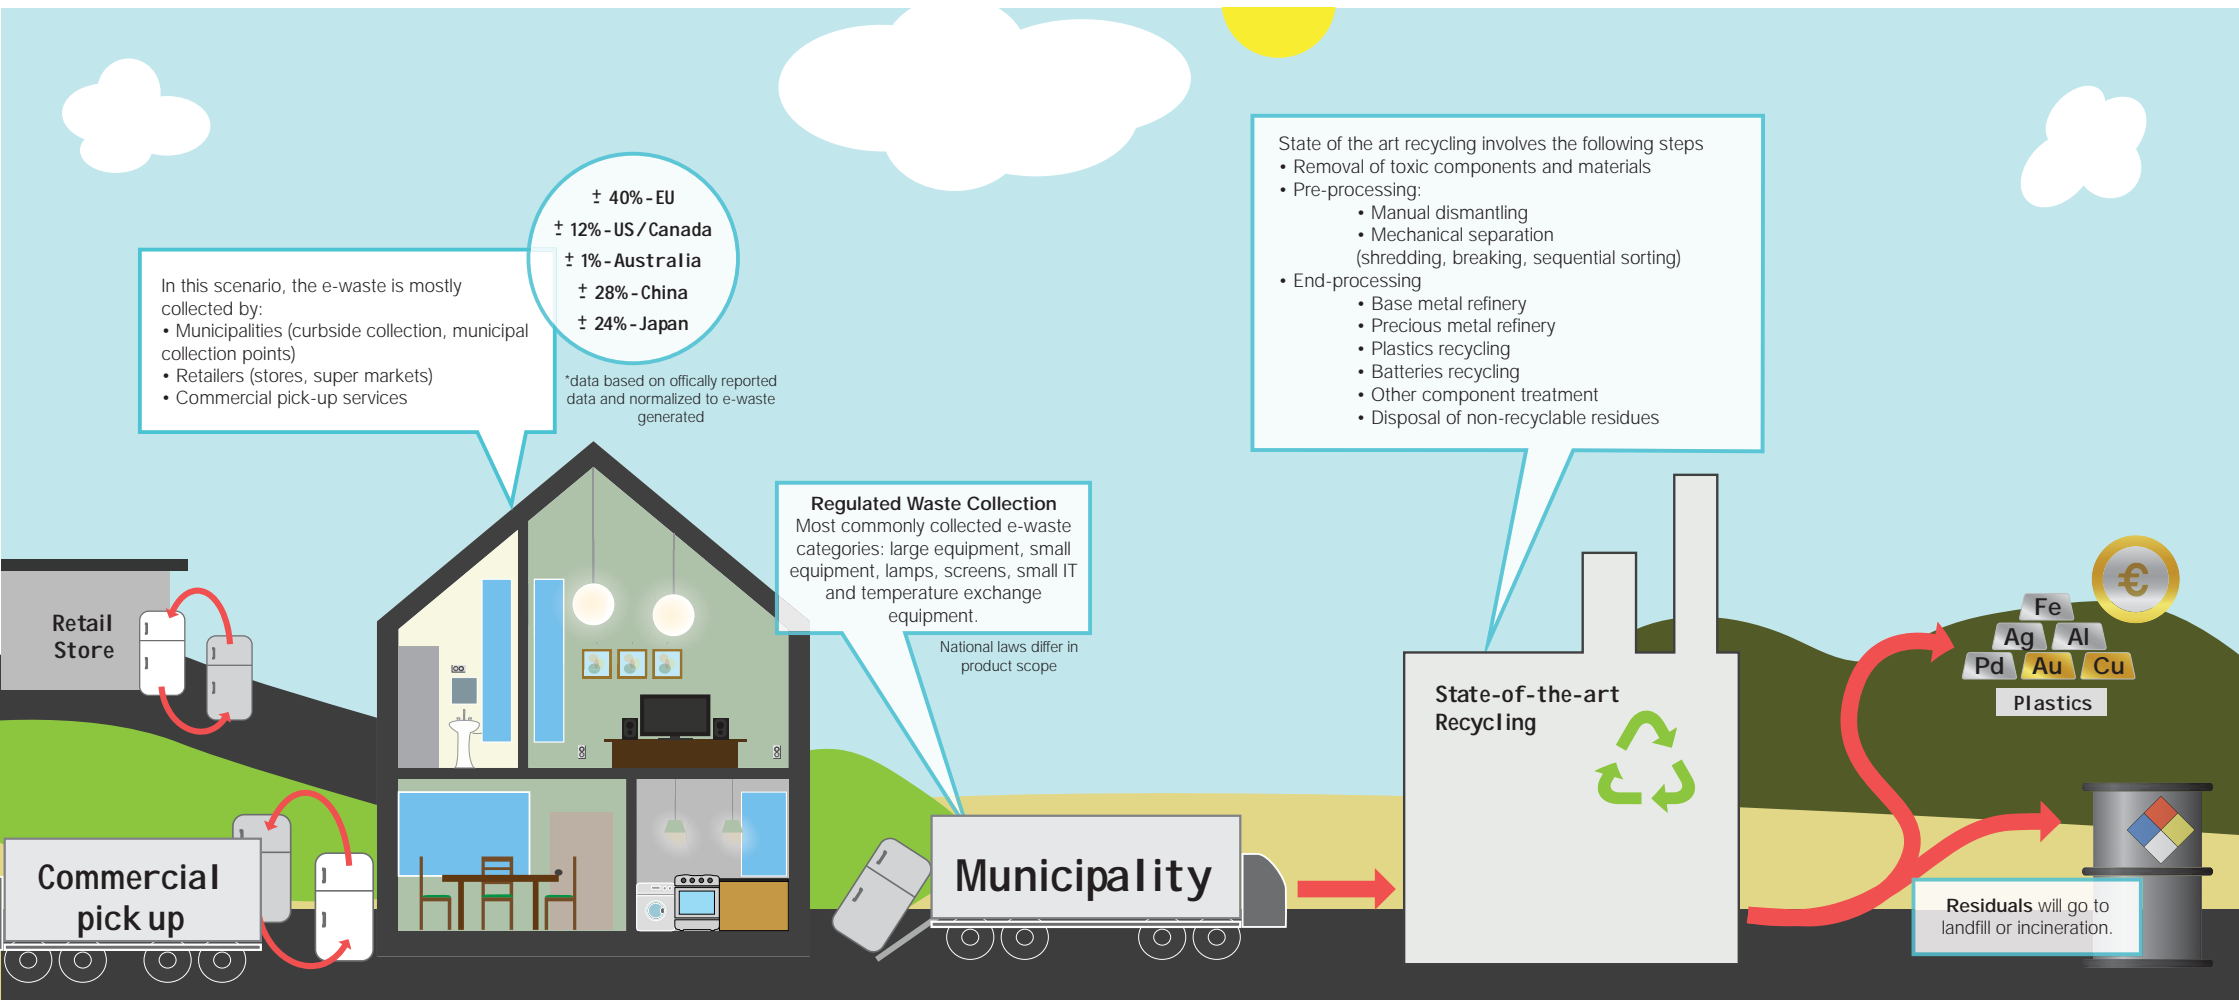 ± 40%-EU
± 12%-US/Canada
± 1%-Australia
± 28%-China
± 24%-Japan
*data based on offically reported
data and normalized to e-waste
generated
In this scenario, the e-waste is mostly
collected by:
• Municipalities (curbside collection, municipal
collection points)
• Retailers (stores, super markets)
• Commercial pick-up services
State of the art recycling involves the following steps
• Removal of toxic components and materials
• Pre-processing:
• Manual dismantling
• Mechanical separation
(shredding, breaking, sequential sorting)
• End-processing
• Base metal refinery
• Precious metal refinery
• Plastics recycling
• Batteries recycling
• Other component treatment
• Disposal of non-recyclable residues
Regulated Waste Collection
Most commonly collected e-waste
categories: large equipment, small
equipment, lamps, screens, small IT
and temperature exchange
equipment.
National laws differ in
product scope
Retail
Store
Commercial
pick up
Municipality
State-of-the-art
Recycling
€
Fe
Ag Al
Pd Au Cu
Plastics
Residuals will go to
landfill or incineration.